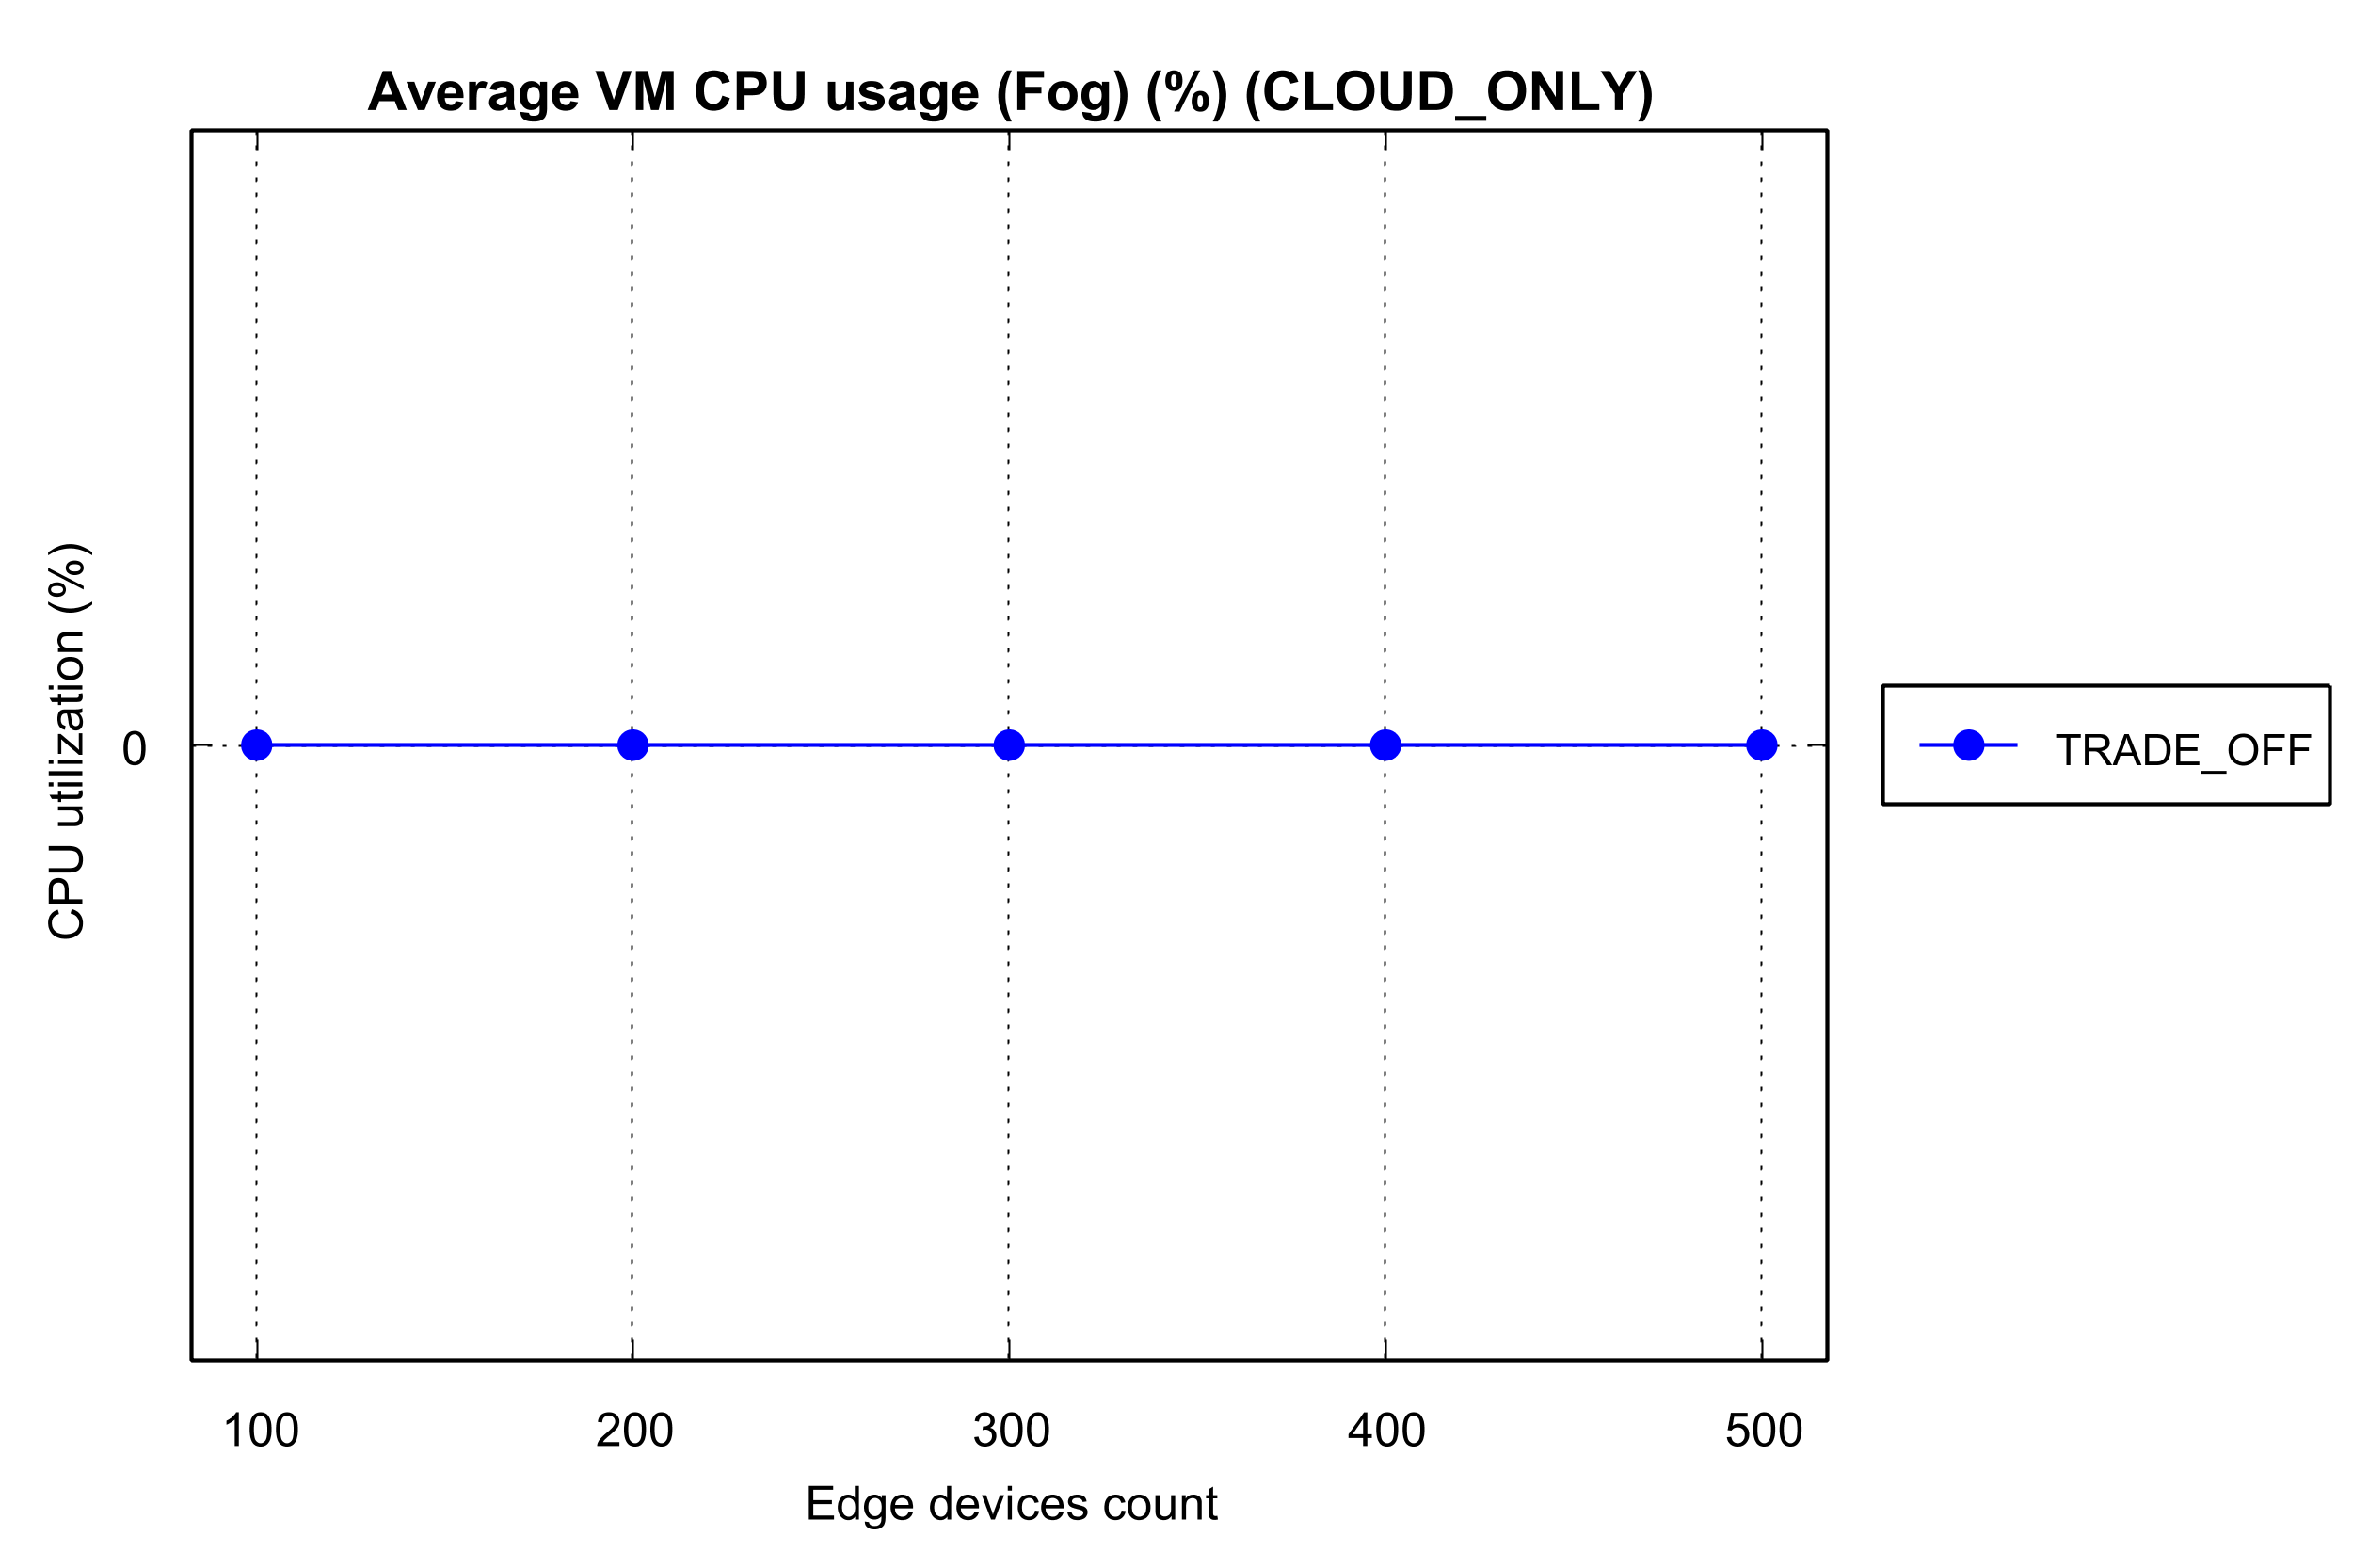 Average VM CPU usage (Fog) (%) (CLOUD_ONLY)
CPU utilization (%)
0
TRADE_OFF
100 200 300 400 500
Edge devices count